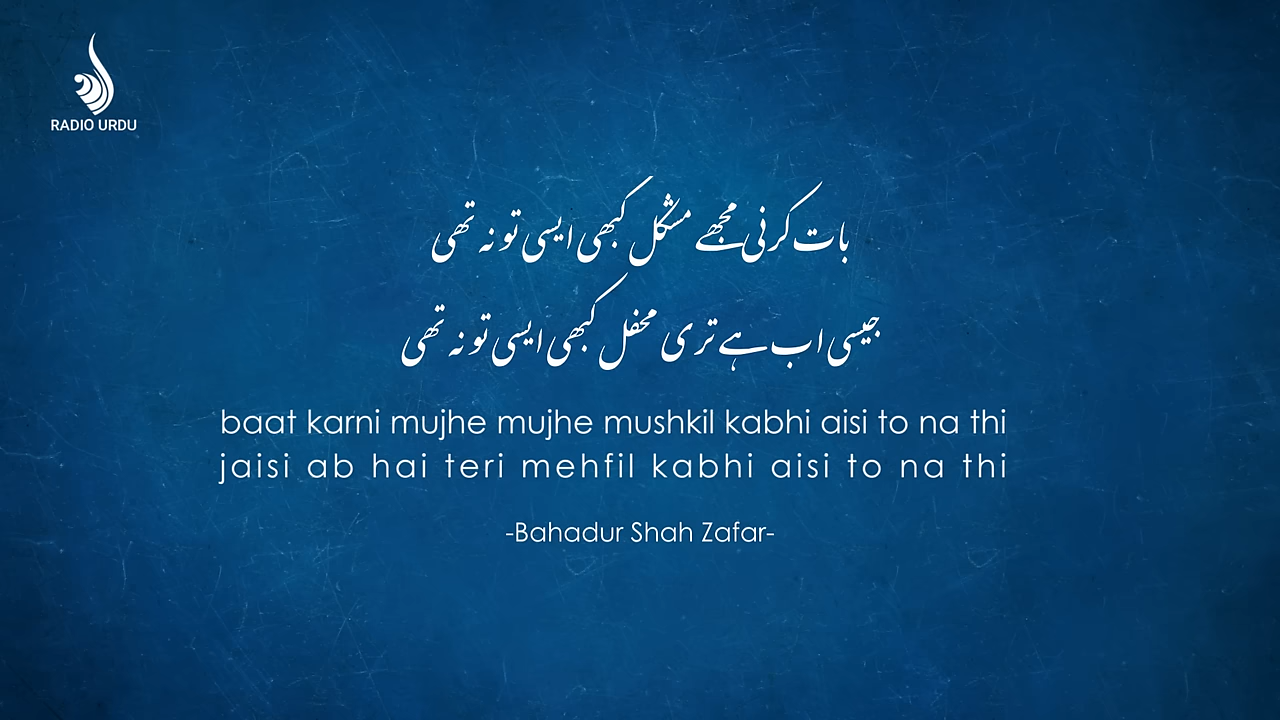 RADIO URDU
بات کرنی مجھے مشکل کبھی ایسی تو نہ تھی
جیسی اب ہے تری محفل کبھی ایسی تو نہ تھی
baat karni mujhe mujhe mushkil kabhi aisi to na thi
jaisi ab hai teri mehfil kabhi aisi to na thi
-Bahadur Shah Zafar-